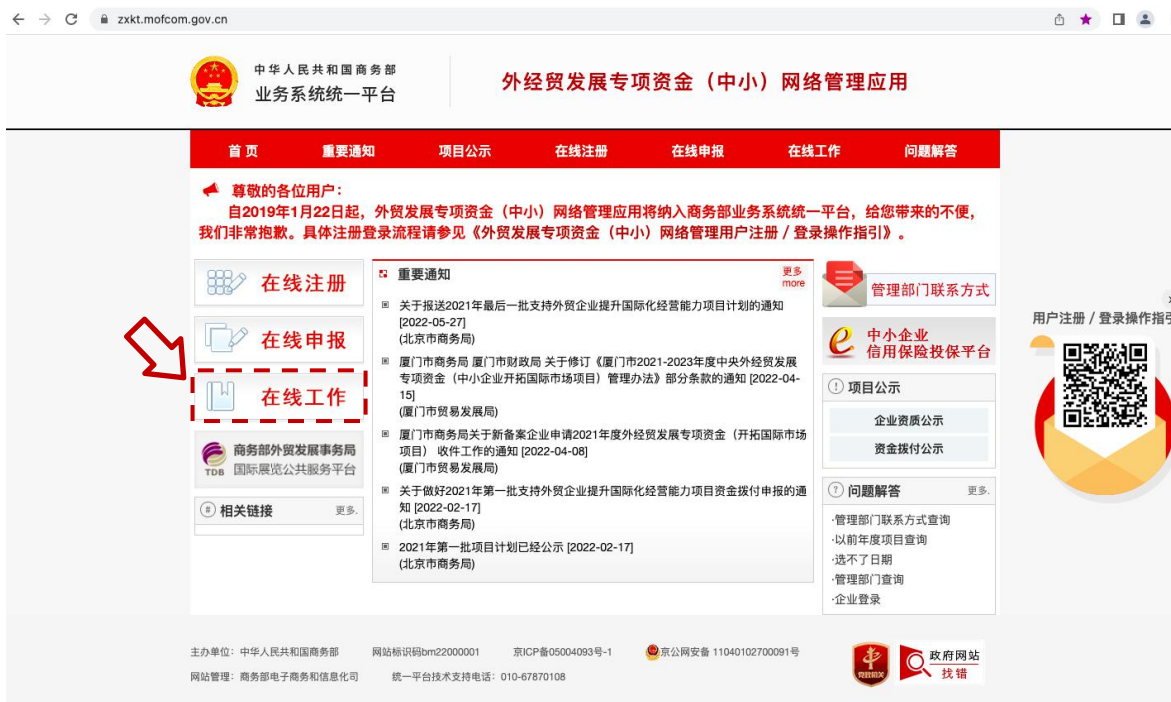 zxkt.mofcom.gov.cn
中华人民共和国商务部
业务系统统一平台
外经贸发展专项资金（中小）网络管理应用
首 页
重要通知
项目公示
在线注册
在线申报
在线工作
问题解答
尊敬的各位用户：
自2019年1月22日起，外贸发展专项资金（中小）网络管理应用将纳入商务部业务系统统一平台，给您带来的不便，
我们非常抱歉。具体注册登录流程请参见《外贸发展专项资金（中小）网络管理用户注册 / 登录操作指引》。
在线注册
在线申报
在线工作
商务部外贸发展事务局
TDB 国际展览公共服务平台
相关链接
更多.
重要通知
更多
more
关于报送2021年最后一批支持外贸企业提升国际化经营能力项目计划的通知
[2022-05-27]
(北京市商务局)
厦门市商务局 厦门市财政局 关于修订《厦门市2021-2023年度中央外经贸发展
专项资金（中小企业开拓国际市场项目）管理办法》部分条款的通知 [2022-04-
15]
(厦门市贸易发展局)
厦门市商务局关于新备案企业申请2021年度外经贸发展专项资金（开拓国际市场
项目） 收件工作的通知 [2022-04-08]
(厦门市贸易发展局)
关于做好2021年第一批支持外贸企业提升国际化经营能力项目资金拨付申报的通
知 [2022-02-17]
(北京市商务局)
2021年第一批项目计划已经公示 [2022-02-17]
(北京市商务局)
管理部门联系方式
中小企业
信用保险投保平台
项目公示
企业资质公示
资金拨付公示
问题解答
更多.
·管理部门联系方式查询
·以前年度项目查询
·选不了日期
·管理部门查询
·企业登录
用户注册 / 登录操作指引
主办单位：中华人民共和国商务部
网站标识码bm22000001
京ICP备05004093号-1
京公网安备 11040102700091号
网站管理：商务部电子商务和信息化司
统一平台技术支持电话：010-67870108
党政机关
政府网站
找错